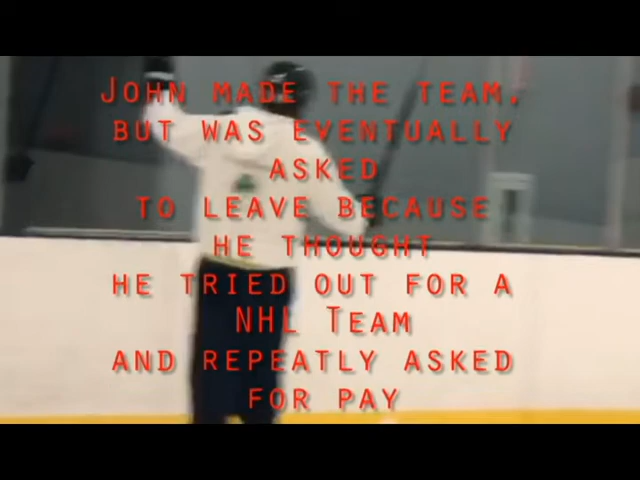 John made the team.
but was eventually
asked
to leave because
he thought
he tried out for a
NHL Team
and repeatly asked
for pay